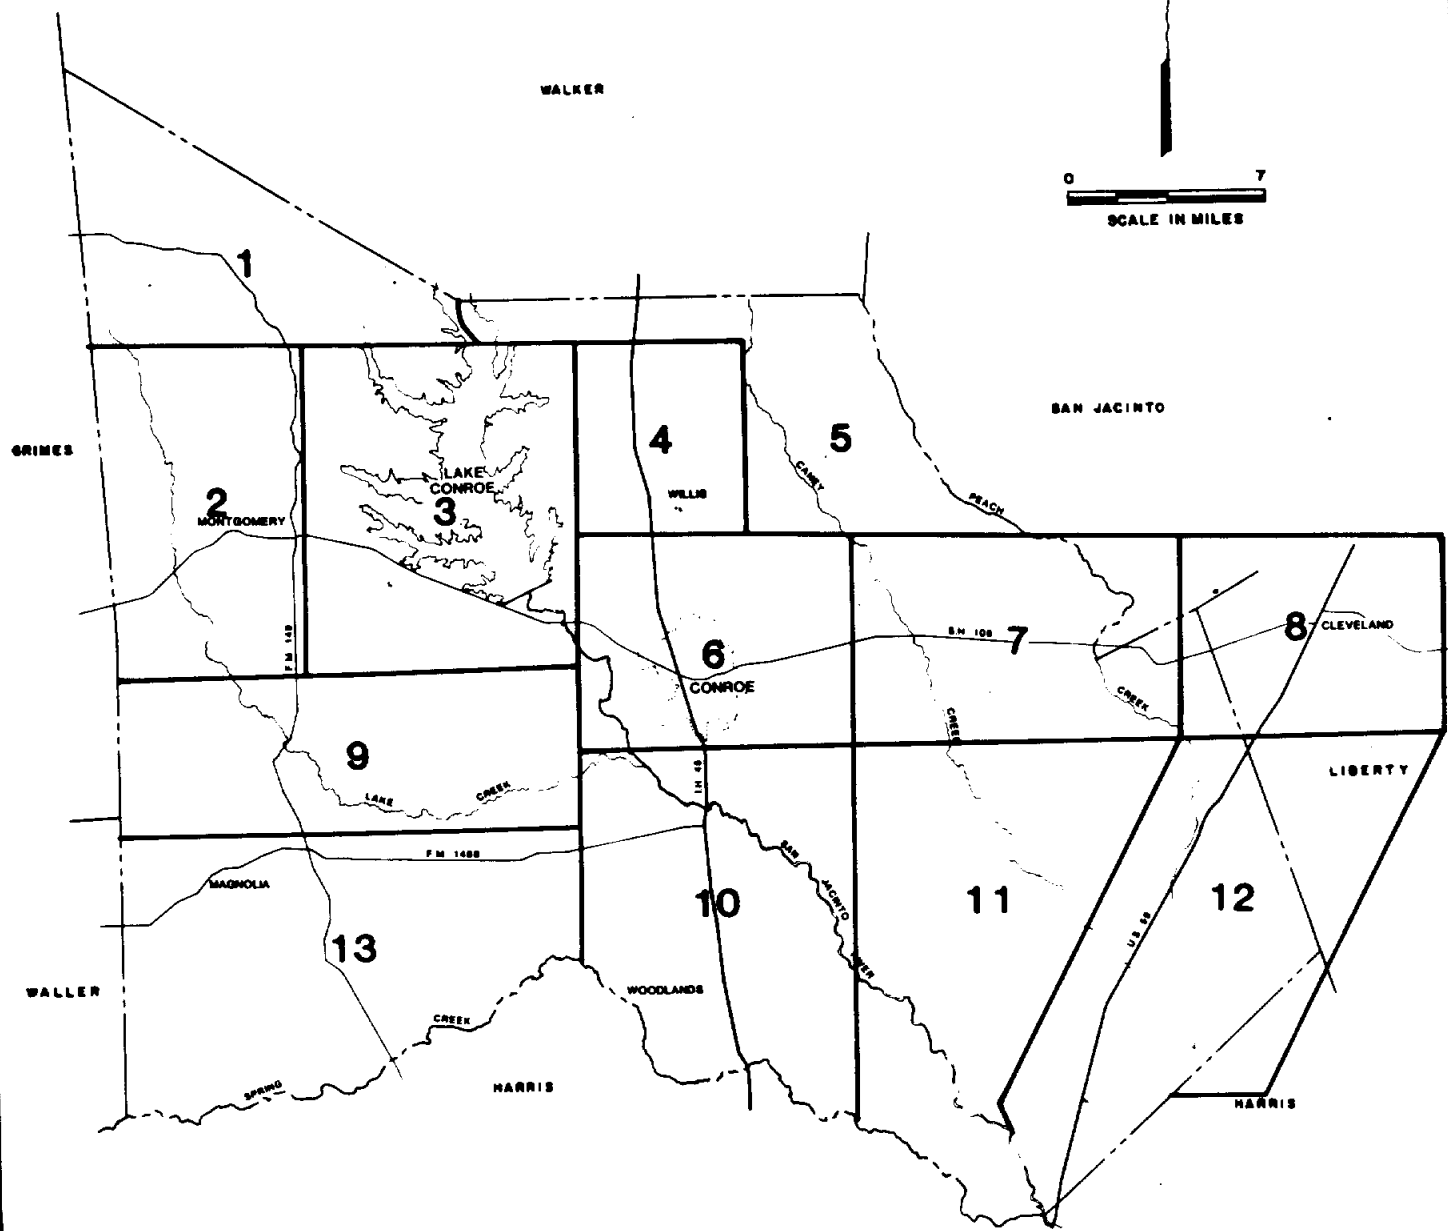 WALKER
0 7
SCALE IN MILES
1
SAN JACINTO
GRIMES
4
5
LAKE
CONROE
3
CANEY
WILLIS
PEACH
2
MONTGOMERY
FM 149
6
CONROE
S.H. 105
7
8
CLEVELAND
CREEK
CREEK
9
LAKE
CREEK
IH 45
LIBERTY
FM 1488
MAGNOLIA
SAN
JACINTO
RIVER
10
11
12
U.S. 59
13
WALLER
WOODLANDS
CREEK
SPRING
HARRIS
HARRIS